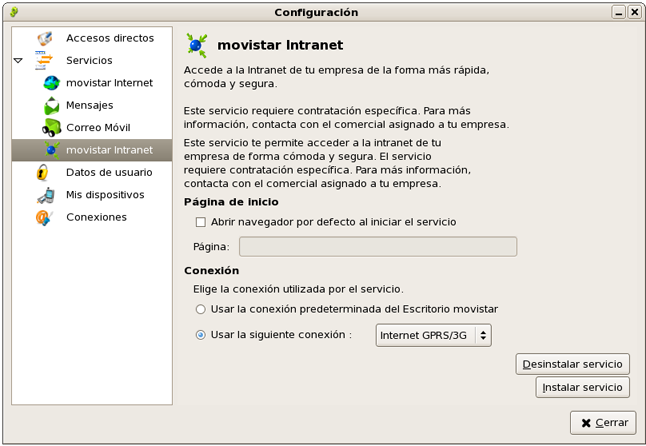 Configuración
Accesos directos
Servicios
movistar Internet
Mensajes
Correo Móvil
movistar Intranet
Datos de usuario
Mis dispositivos
Conexiones
movistar Intranet
Accede a la Intranet de tu empresa de la forma más rápida,
cómoda y segura.
Este servicio requiere contratación específica. Para más
información, contacta con el comercial asignado a tu empresa.
Este servicio te permite acceder a la intranet de tu
empresa de forma cómoda y segura. El servicio
requiere contratación específica. Para más información,
contacta con el comercial asignado a tu empresa.
Página de inicio
Abrir navegador por defecto al iniciar el servicio
Página:
Conexión
Elige la conexión utilizada por el servicio.
Usar la conexión predeterminada del Escritorio movistar
Usar la siguiente conexión : Internet GPRS/3G
Desinstalar servicio
Instalar servicio
Cerrar